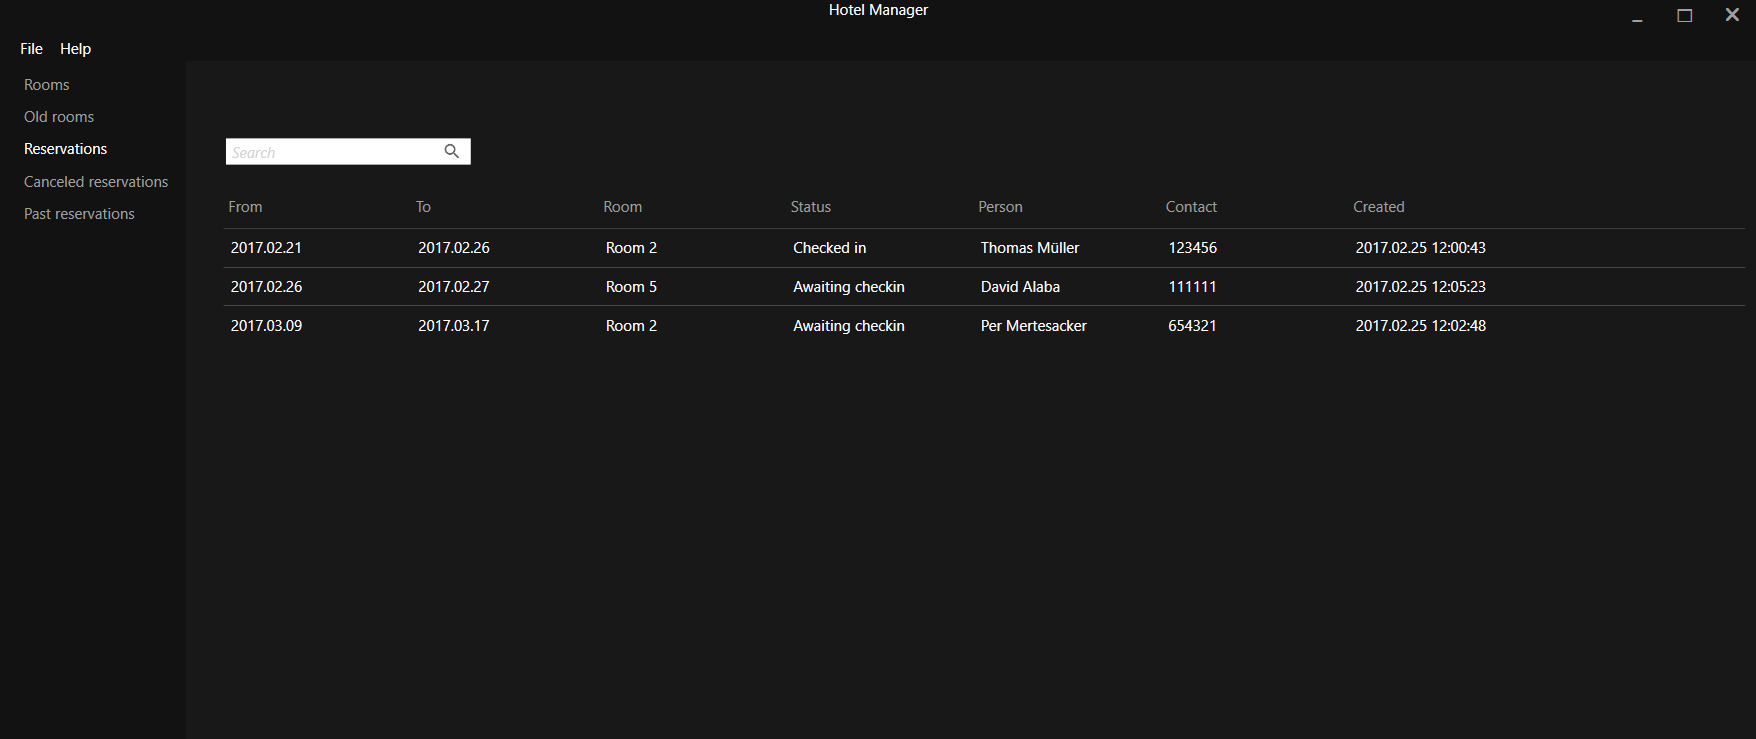 Hotel Manager
File Help
Rooms
Old rooms
Reservations
Canceled reservations
Past reservations
Search
From To Room Status Person Contact Created
2017.02.21 2017.02.26 Room 2 Checked in Thomas Müller 123456 2017.02.25 12:00:43
2017.02.26 2017.02.27 Room 5 Awaiting checkin David Alaba 111111 2017.02.25 12:05:23
2017.03.09 2017.03.17 Room 2 Awaiting checkin Per Mertesacker 654321 2017.02.25 12:02:48